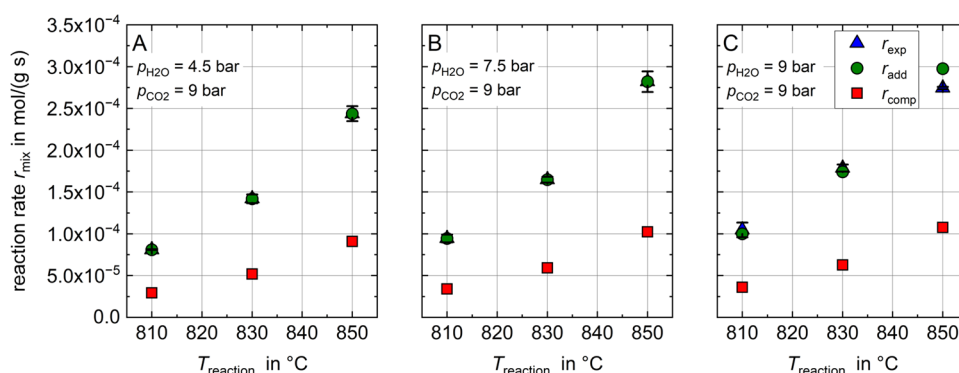 reaction rate r_mix in mol/(g s)
3.5x10⁻⁴
3.0x10⁻⁴
2.5x10⁻⁴
2.0x10⁻⁴
1.5x10⁻⁴
1.0x10⁻⁴
5.0x10⁻⁵
0.0
A
p_H2O = 4.5 bar
p_CO2 = 9 bar
810 820 830 840 850
T_reaction in °C
B
p_H2O = 7.5 bar
p_CO2 = 9 bar
810 820 830 840 850
T_reaction in °C
C
p_H2O = 9 bar
p_CO2 = 9 bar
r_exp
r_add
r_comp
810 820 830 840 850
T_reaction in °C